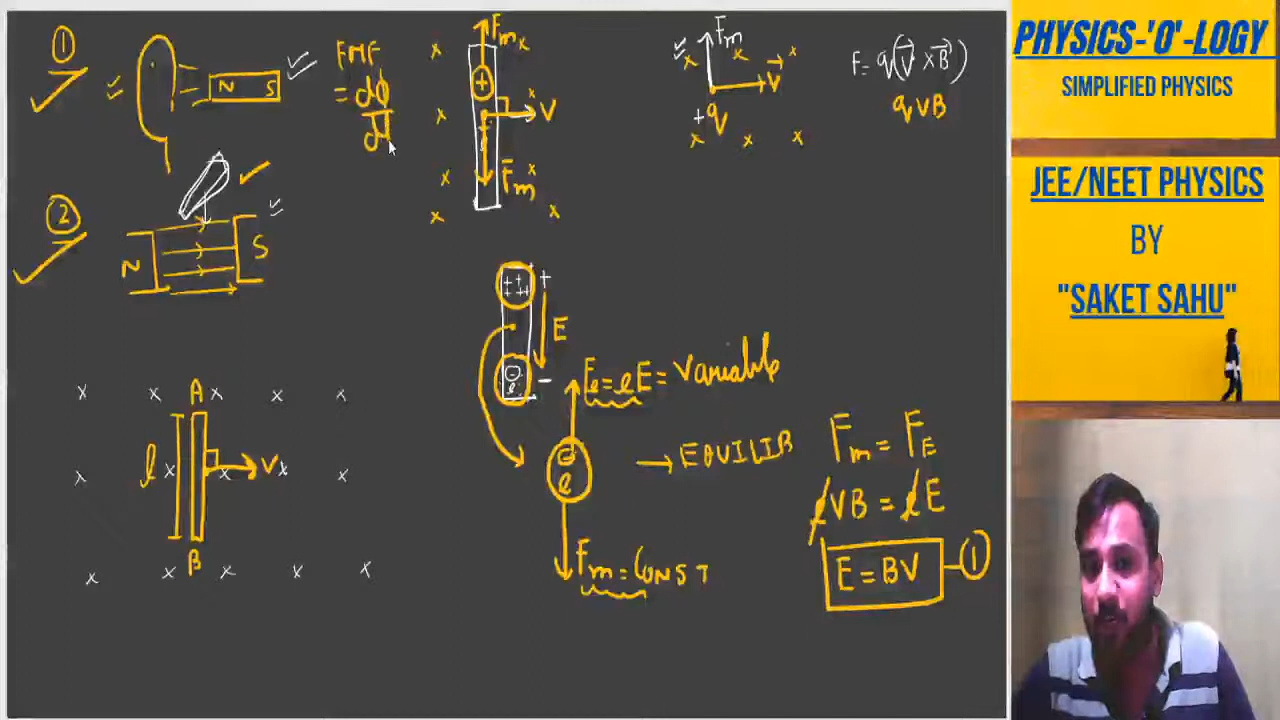 PHYSICS-'O'-LOGY
SIMPLIFIED PHYSICS
JEE/NEET PHYSICS
BY
"SAKET SAHU"
①
N S
EMF
= dϕ
dt
②
N
S
Fm
+
V
Fm
Fm
V
+q
F = q(V × B)
qVB
A
l
V
B
++
+++
+
E
-
e
-
Fe = eE = Variable
e
Fm = CONST
→ EQUILIB
Fm = FE
eVB = eE
E = BV
①